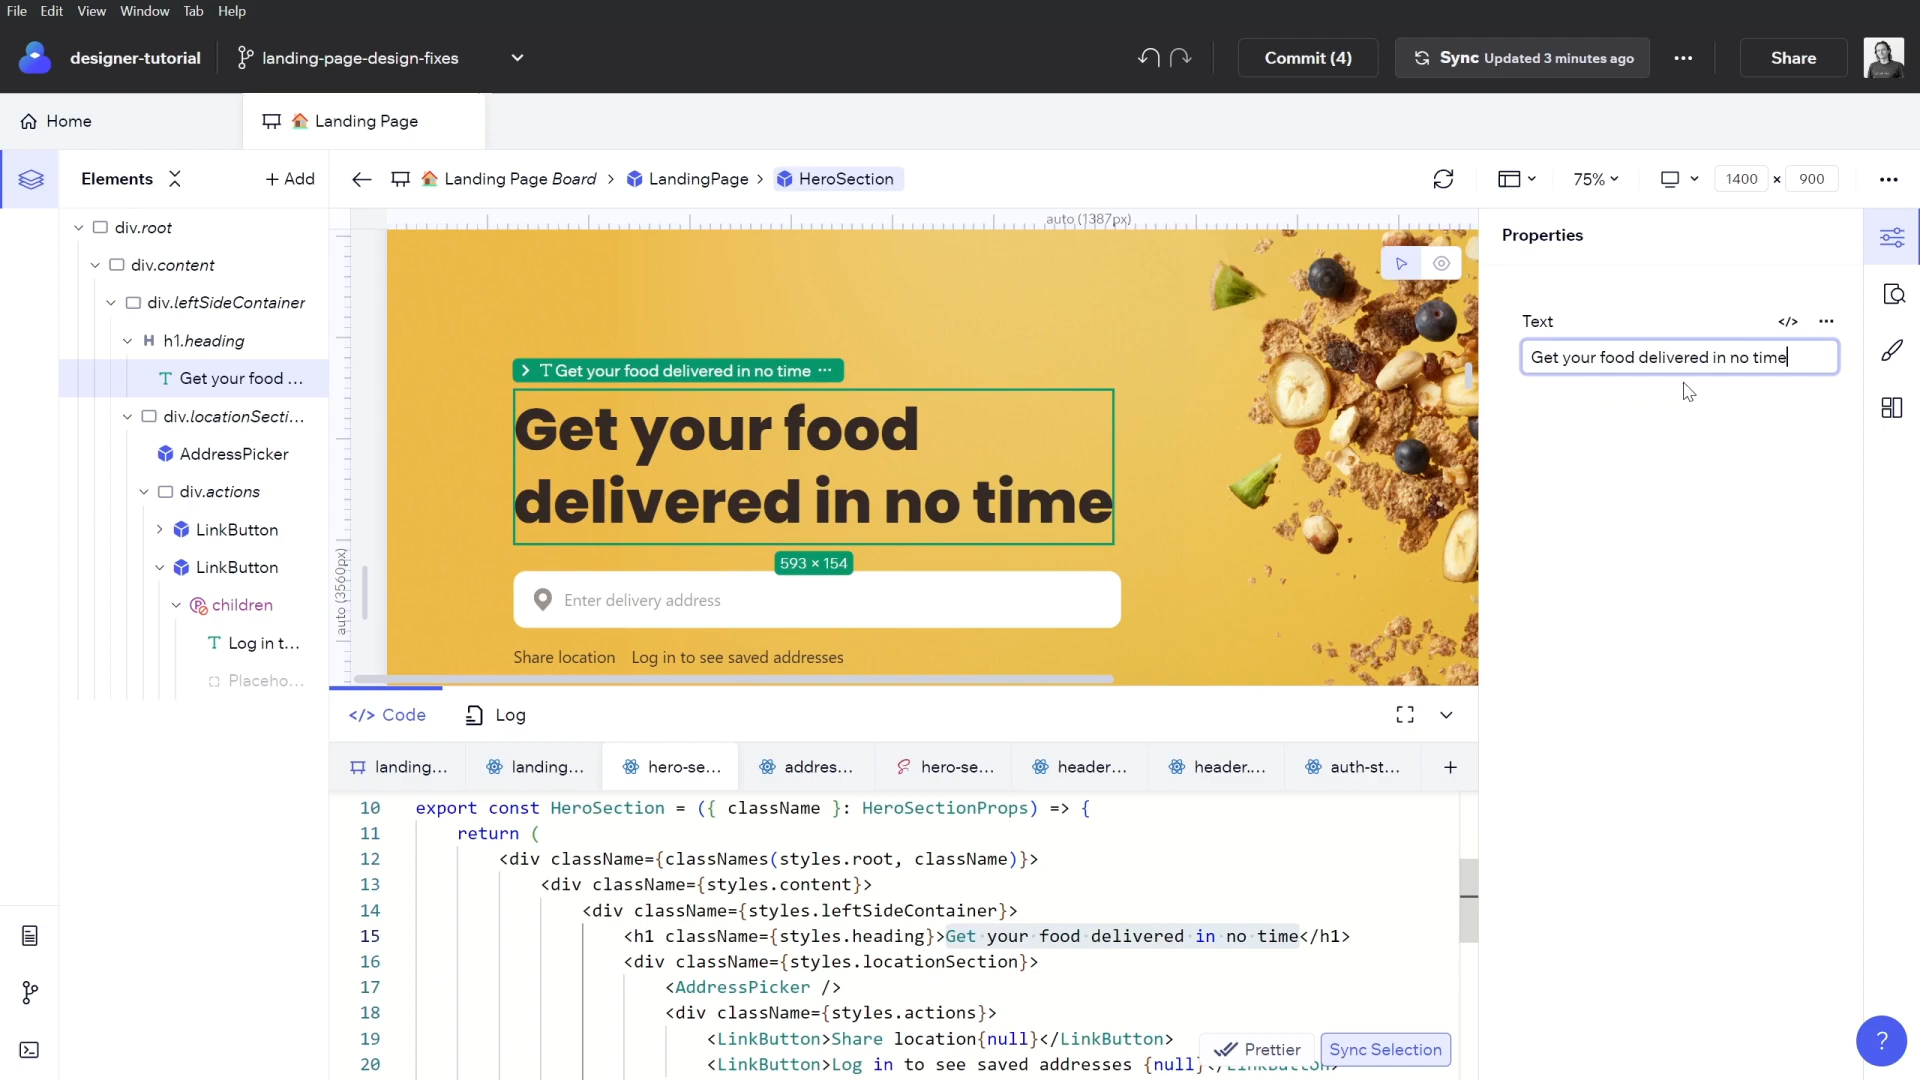 File Edit View Window Tab Help
designer-tutorial landing-page-design-fixes Commit (4) Sync Updated 3 minutes ago Share
Home Landing Page
Elements + Add Landing Page Board > LandingPage > HeroSection 75% 1400 × 900
div.root
div.content
div.leftSideContainer
H h1.heading
T Get your food ...
div.locationSecti...
AddressPicker
div.actions
LinkButton
LinkButton
children
T Log in t...
Placeho...
auto (1387px)
auto (3560px)
T Get your food delivered in no time ...
Get your food
delivered in no time
593 × 154
Enter delivery address
Share location Log in to see saved addresses
Properties
Text </> ...
Get your food delivered in no time
</> Code Log
landing... landing... hero-se... addres... hero-se... header... header.... auth-st... +
10 export const HeroSection = ({ className }: HeroSectionProps) => {
11 return (
12 <div className={classNames(styles.root, className)}>
13 <div className={styles.content}>
14 <div className={styles.leftSideContainer}>
15 <h1 className={styles.heading}>Get your food delivered in no time</h1>
16 <div className={styles.locationSection}>
17 <AddressPicker />
18 <div className={styles.actions}>
19 <LinkButton>Share location{null}</LinkButton>
20 <LinkButton>Log in to see saved addresses {null}</LinkButton>
Prettier Sync Selection
?